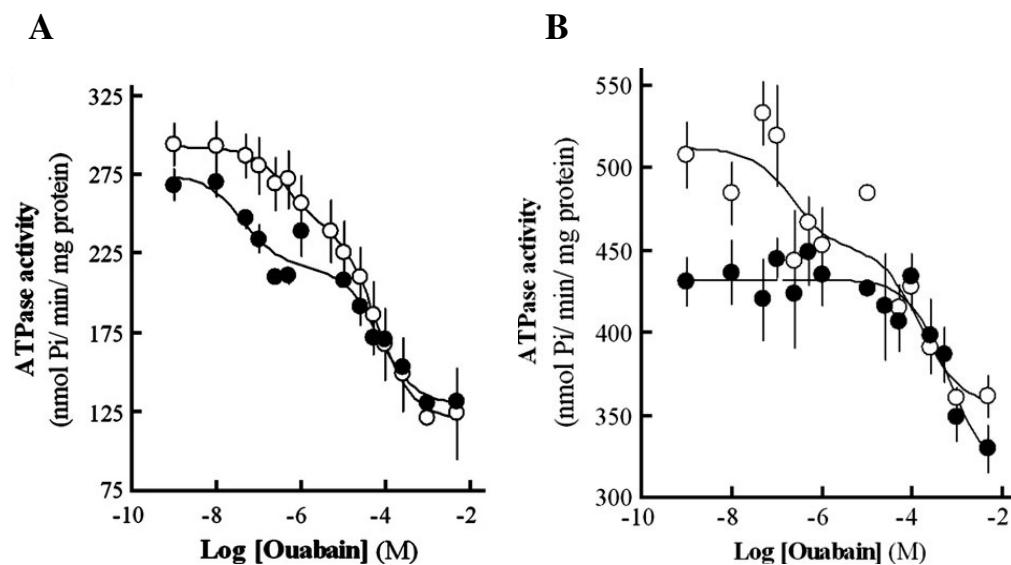 A
ATPase activity
(nmol Pi/ min/ mg protein)
325
275
225
175
125
75
-10
-8
-6
-4
-2
Log [Ouabain] (M)
B
ATPase activity
(nmol Pi/ min/ mg protein)
550
500
450
400
350
300
-10
-8
-6
-4
-2
Log [Ouabain] (M)